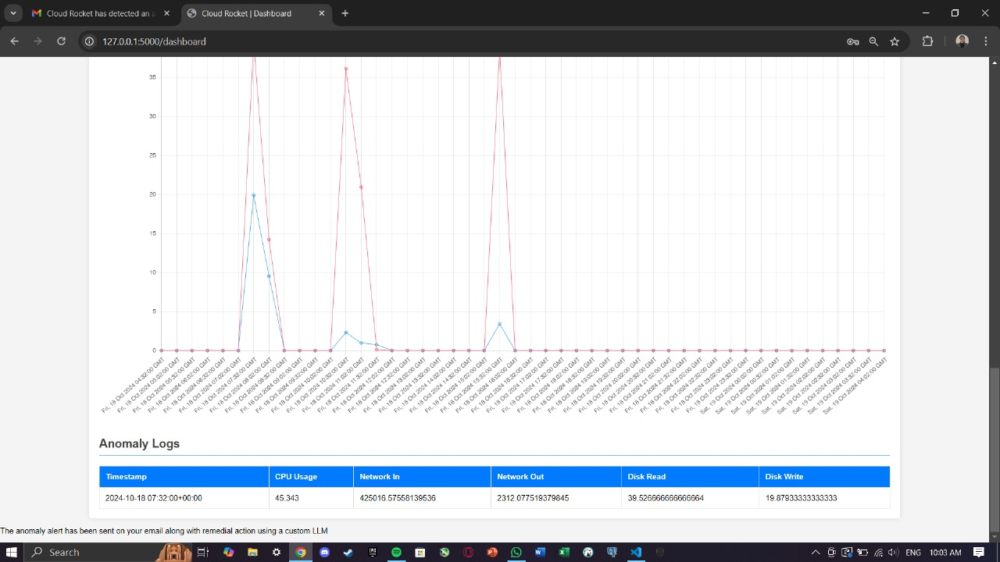 Cloud Rocket has detected an a
Cloud Rocket | Dashboard
127.0.0.1:5000/dashboard
35
30
25
20
15
10
5
0
Fri, 18 Oct 2024 04:32:00 GMT
Fri, 18 Oct 2024 05:02:00 GMT
Fri, 18 Oct 2024 05:32:00 GMT
Fri, 18 Oct 2024 06:02:00 GMT
Fri, 18 Oct 2024 06:32:00 GMT
Fri, 18 Oct 2024 07:02:00 GMT
Fri, 18 Oct 2024 07:32:00 GMT
Fri, 18 Oct 2024 08:02:00 GMT
Fri, 18 Oct 2024 08:32:00 GMT
Fri, 18 Oct 2024 09:02:00 GMT
Fri, 18 Oct 2024 09:32:00 GMT
Fri, 18 Oct 2024 10:02:00 GMT
Fri, 18 Oct 2024 10:32:00 GMT
Fri, 18 Oct 2024 11:02:00 GMT
Fri, 18 Oct 2024 11:32:00 GMT
Fri, 18 Oct 2024 12:02:00 GMT
Fri, 18 Oct 2024 12:32:00 GMT
Fri, 18 Oct 2024 13:02:00 GMT
Fri, 18 Oct 2024 13:32:00 GMT
Fri, 18 Oct 2024 14:02:00 GMT
Fri, 18 Oct 2024 14:32:00 GMT
Fri, 18 Oct 2024 15:02:00 GMT
Fri, 18 Oct 2024 15:32:00 GMT
Fri, 18 Oct 2024 16:02:00 GMT
Fri, 18 Oct 2024 16:32:00 GMT
Fri, 18 Oct 2024 17:02:00 GMT
Fri, 18 Oct 2024 17:32:00 GMT
Fri, 18 Oct 2024 18:02:00 GMT
Fri, 18 Oct 2024 18:32:00 GMT
Fri, 18 Oct 2024 19:02:00 GMT
Fri, 18 Oct 2024 19:32:00 GMT
Fri, 18 Oct 2024 20:02:00 GMT
Fri, 18 Oct 2024 20:32:00 GMT
Fri, 18 Oct 2024 21:02:00 GMT
Fri, 18 Oct 2024 21:32:00 GMT
Fri, 18 Oct 2024 22:02:00 GMT
Fri, 18 Oct 2024 22:32:00 GMT
Fri, 18 Oct 2024 23:02:00 GMT
Fri, 18 Oct 2024 23:32:00 GMT
Sat, 19 Oct 2024 00:02:00 GMT
Sat, 19 Oct 2024 00:32:00 GMT
Sat, 19 Oct 2024 01:02:00 GMT
Sat, 19 Oct 2024 01:32:00 GMT
Sat, 19 Oct 2024 02:02:00 GMT
Sat, 19 Oct 2024 02:32:00 GMT
Sat, 19 Oct 2024 03:02:00 GMT
Sat, 19 Oct 2024 03:32:00 GMT
Sat, 19 Oct 2024 04:02:00 GMT
Anomaly Logs
Timestamp CPU Usage Network In Network Out Disk Read Disk Write
2024-10-18 07:32:00+00:00 45.343 425016.57558139536 2312.077519379845 39.526666666666664 19.87933333333333
The anomaly alert has been sent on your email along with remedial action using a custom LLM
Search
ENG 10:03 AM